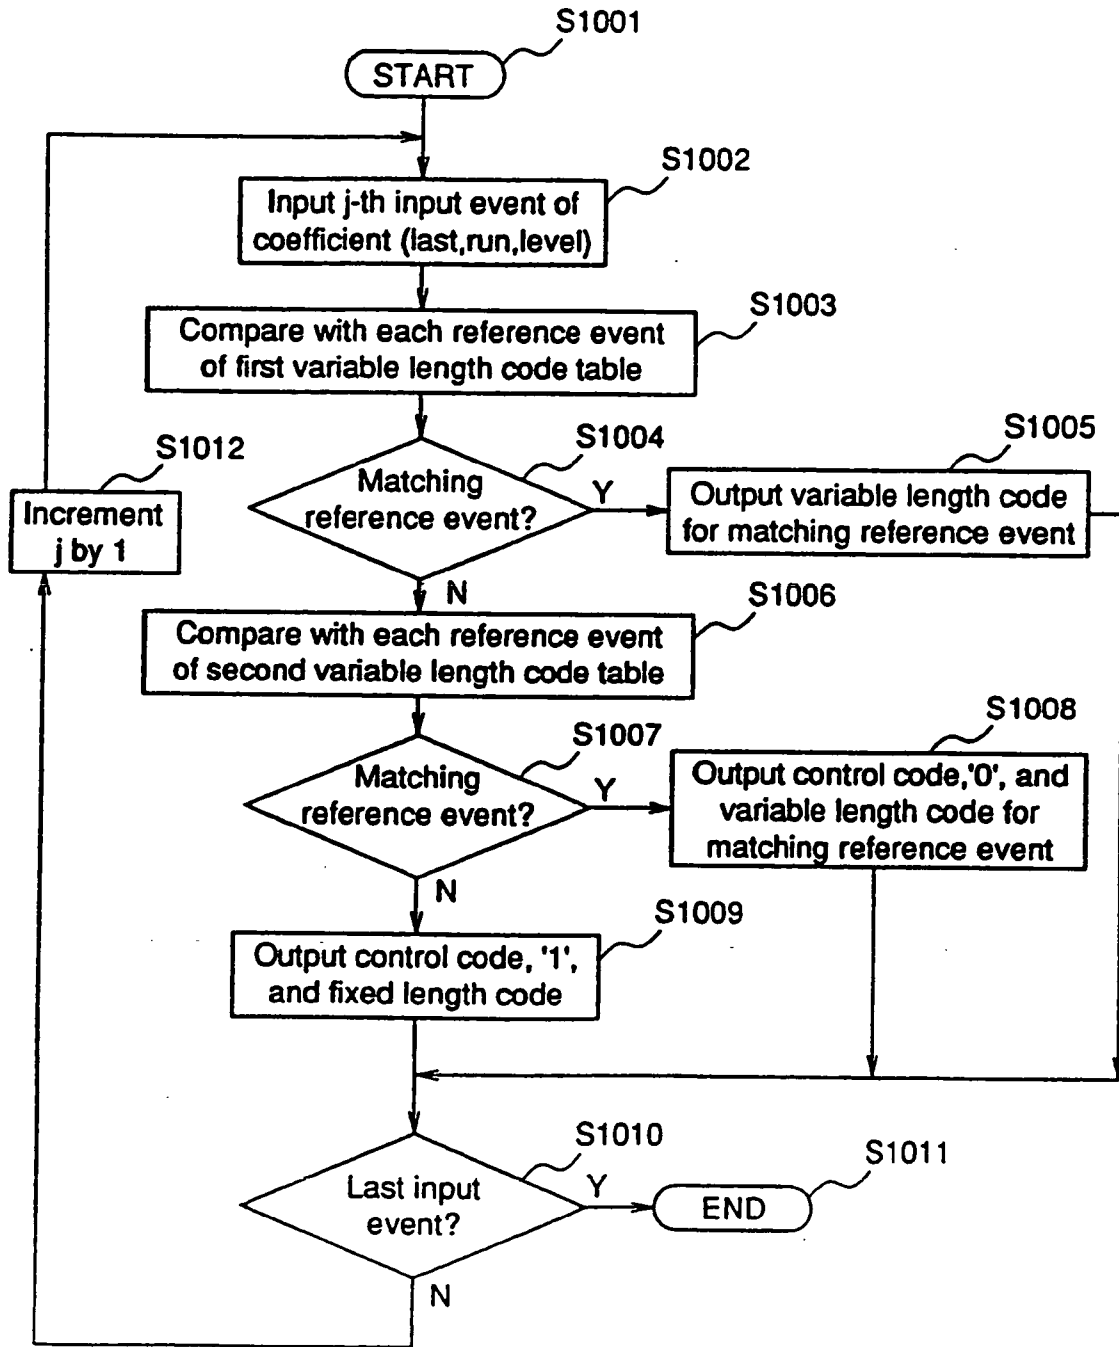 S1001
START
S1002
Input j-th input event of
coefficient (last,run,level)
S1003
Compare with each reference event
of first variable length code table
S1004
Matching
reference event?
Y
S1005
Output variable length code
for matching reference event
S1012
Increment
j by 1
N
S1006
Compare with each reference event
of second variable length code table
S1007
Matching
reference event?
Y
S1008
Output control code,'0', and
variable length code for
matching reference event
N
S1009
Output control code, '1',
and fixed length code
S1010
Last input
event?
Y
S1011
END
N